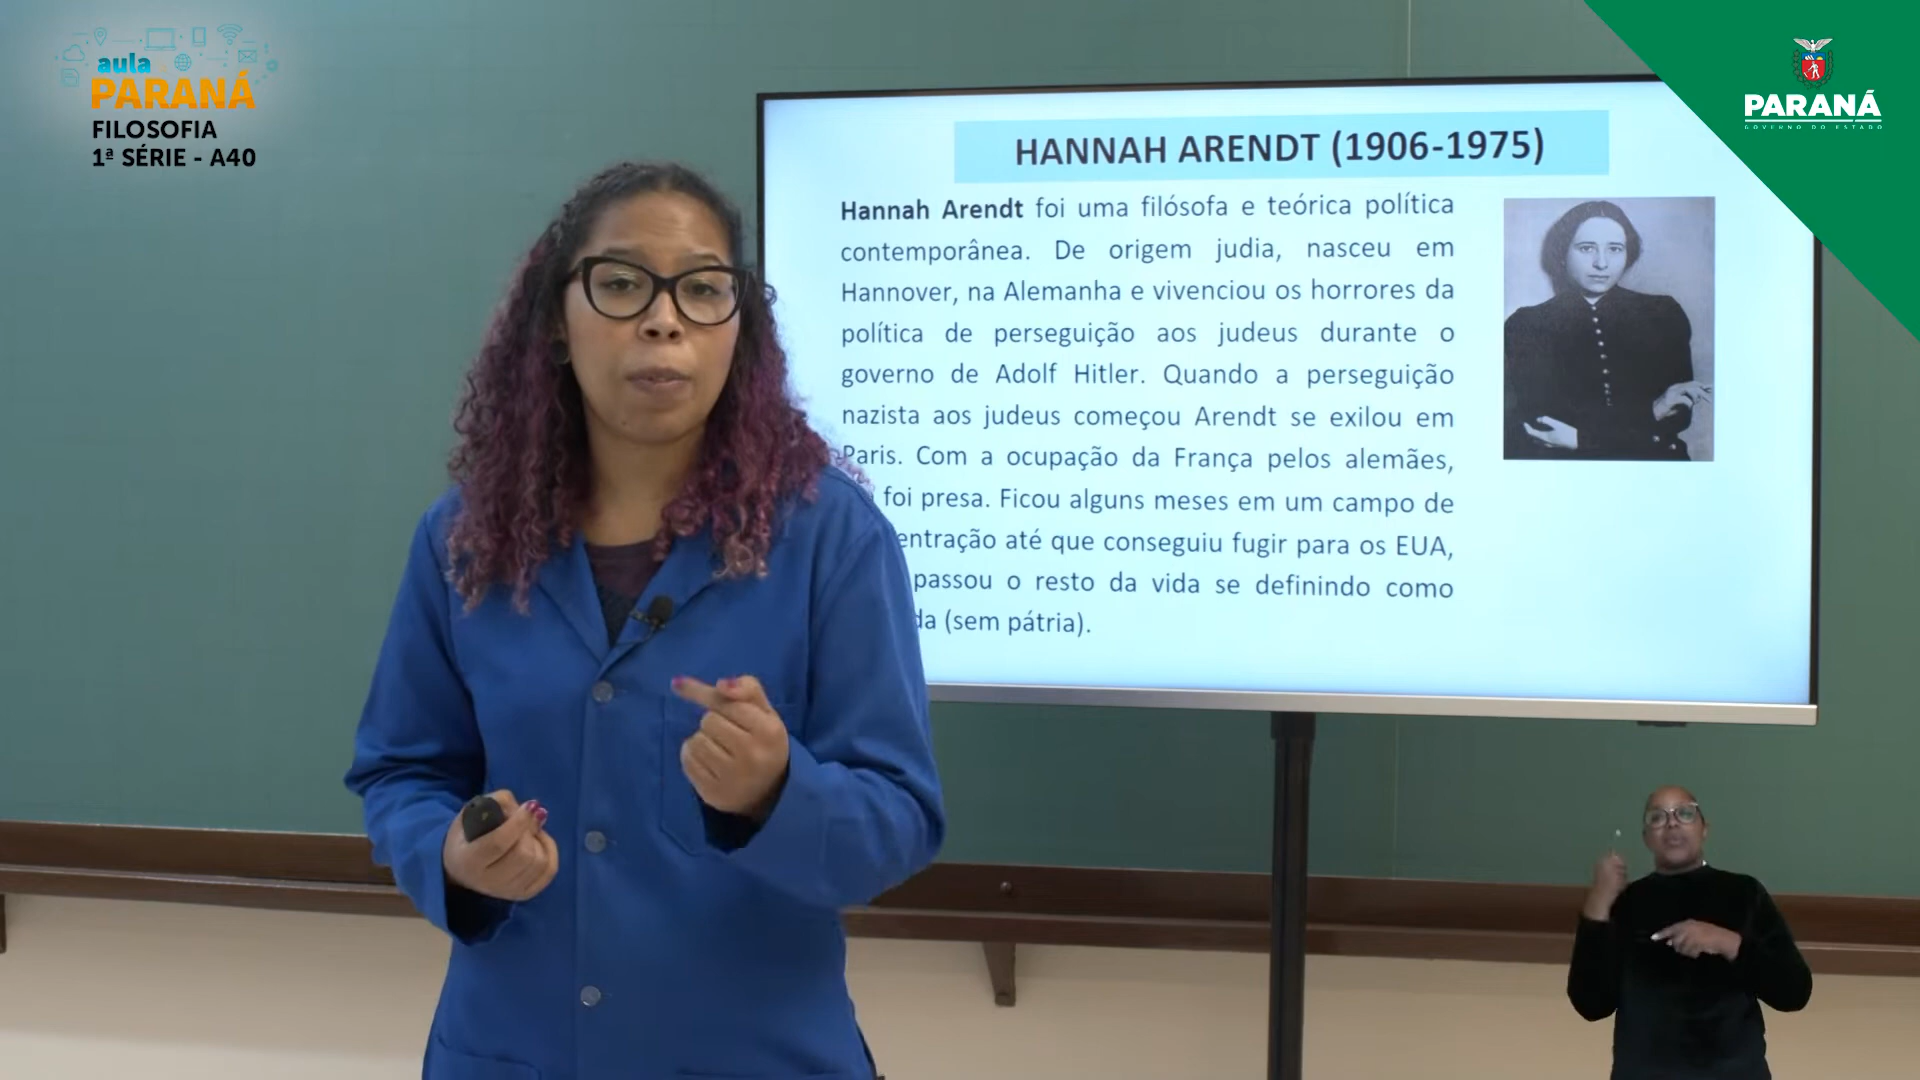 aula
PARANÁ
FILOSOFIA
1ª SÉRIE - A40
PARANÁ
GOVERNO DO ESTADO
HANNAH ARENDT (1906-1975)
Hannah Arendt foi uma filósofa e teórica política
contemporânea. De origem judia, nasceu em
Hannover, na Alemanha e vivenciou os horrores da
política de perseguição aos judeus durante o
governo de Adolf Hitler. Quando a perseguição
nazista aos judeus começou Arendt se exilou em
Paris. Com a ocupação da França pelos alemães,
foi presa. Ficou alguns meses em um campo de
entração até que conseguiu fugir para os EUA,
passou o resto da vida se definindo como
da (sem pátria).